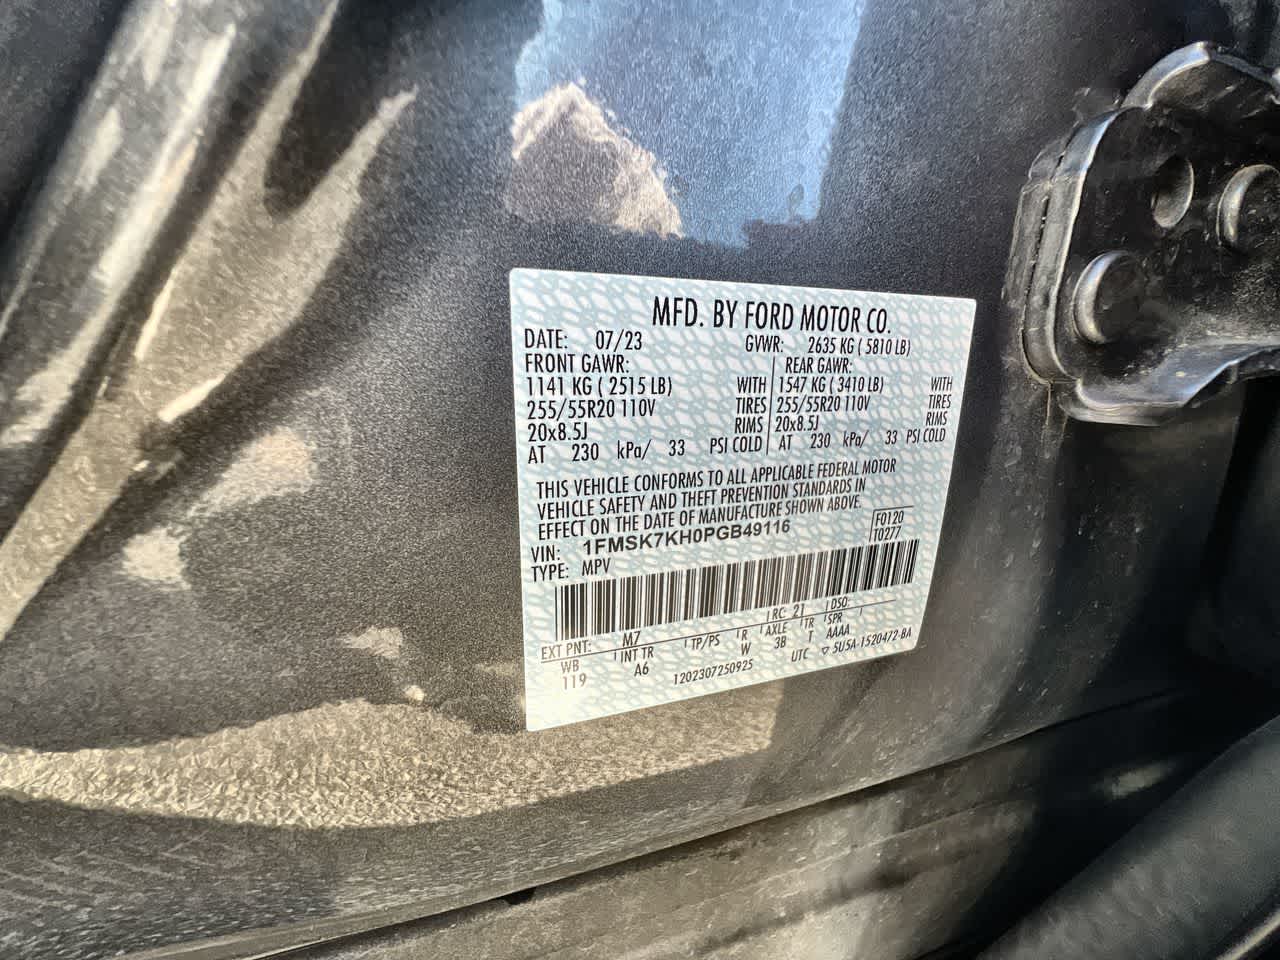 MFD. BY FORD MOTOR CO.
DATE: 07/23 GVWR: 2635 KG ( 5810 LB)
FRONT GAWR: REAR GAWR:
1141 KG ( 2515 LB) WITH 1547 KG ( 3410 LB) WITH
255/55R20 110V TIRES 255/55R20 110V TIRES
20x8.5J RIMS 20x8.5J RIMS
AT 230 kPa/ 33 PSI COLD AT 230 kPa/ 33 PSI COLD
THIS VEHICLE CONFORMS TO ALL APPLICABLE FEDERAL MOTOR
VEHICLE SAFETY AND THEFT PREVENTION STANDARDS IN
EFFECT ON THE DATE OF MANUFACTURE SHOWN ABOVE.
VIN: 1FMSK7KH0PGB49116 F0120
TYPE: MPV T0277
EXT PNT: M7 RC: 21 DSO:
WB INT TR TP/PS R AXLE TR SPR
119 A6 W 3B T AAAA
1202307250925 UTC ▽ 5U5A-1520472-BA